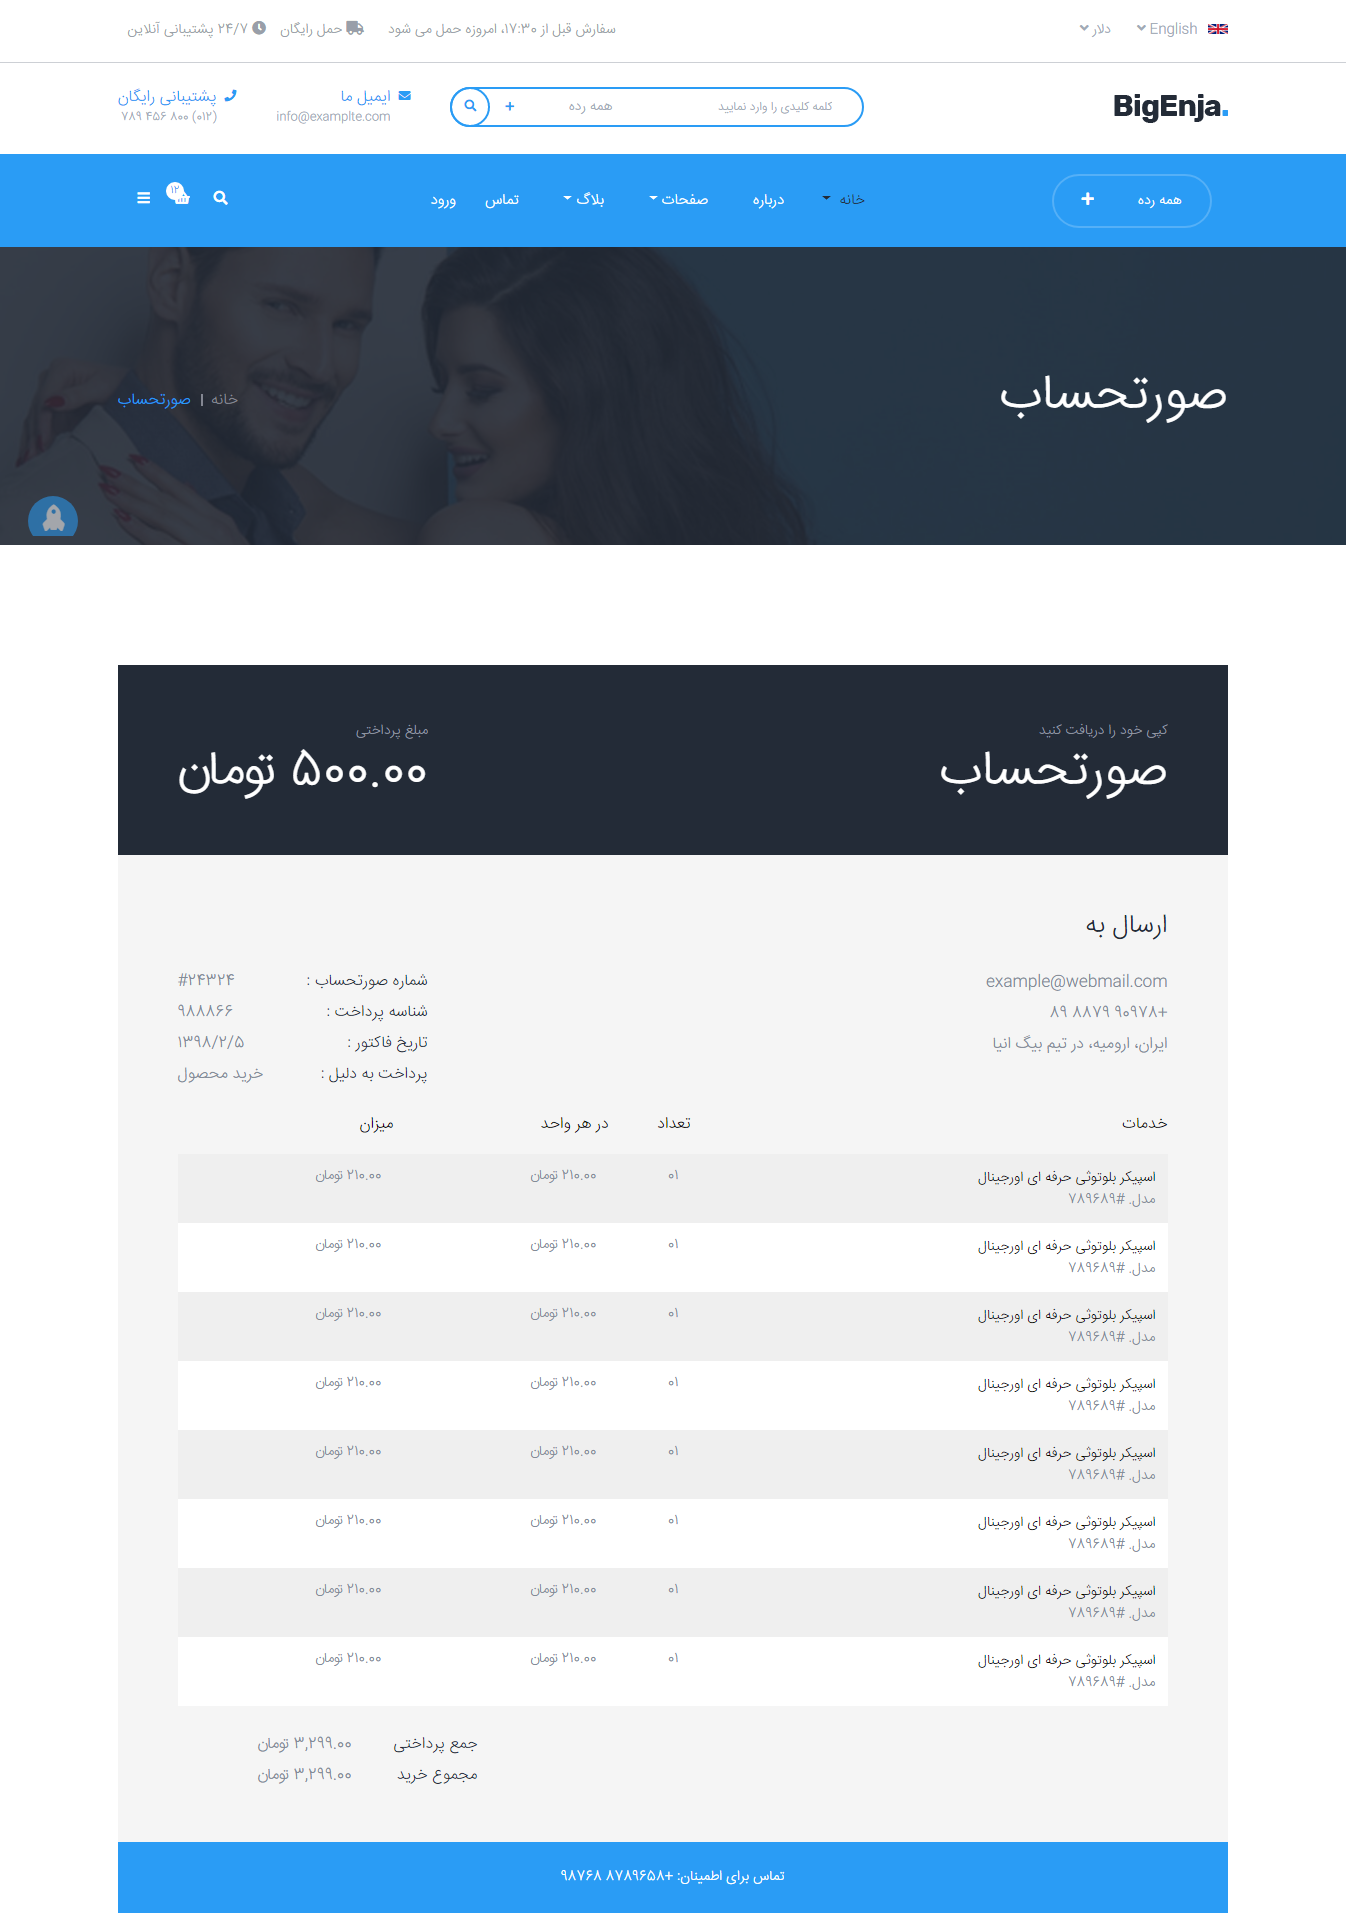 English
دلار
سفارش قبل از ۱۷:۳۰، امروزه حمل می شود
حمل رایگان
۲۴/۷ پشتیبانی آنلاین
BigEnja.
کلمه کلیدی را وارد نمایید
همه رده
ایمیل ما
info@examplte.com
پشتیبانی رایگان
(۰۱۲) ۸۰۰ ۴۵۶ ۷۸۹
همه رده
خانه
درباره
صفحات
بلاگ
تماس
ورود
۱۲
صورتحساب
خانه | صورتحساب
کپی خود را دریافت کنید
صورتحساب
مبلغ پرداختی
۵۰۰.۰۰ تومان
ارسال به
example@webmail.com
+۹۰۹۷۸ ۸۸۷۹ ۸۹
ایران، ارومیه، در تیم بیگ انیا
شماره صورتحساب : #۲۴۳۲۴
شناسه پرداخت : ۹۸۸۸۶۶
تاریخ فاکتور : ۱۳۹۸/۲/۵
پرداخت به دلیل : خرید محصول
خدمات تعداد در هر واحد میزان
اسپیکر بلوتوثی حرفه ای اورجینال ۰۱ ۲۱۰.۰۰ تومان ۲۱۰.۰۰ تومان
مدل. #۷۸۹۶۸۹
اسپیکر بلوتوثی حرفه ای اورجینال ۰۱ ۲۱۰.۰۰ تومان ۲۱۰.۰۰ تومان
مدل. #۷۸۹۶۸۹
اسپیکر بلوتوثی حرفه ای اورجینال ۰۱ ۲۱۰.۰۰ تومان ۲۱۰.۰۰ تومان
مدل. #۷۸۹۶۸۹
اسپیکر بلوتوثی حرفه ای اورجینال ۰۱ ۲۱۰.۰۰ تومان ۲۱۰.۰۰ تومان
مدل. #۷۸۹۶۸۹
اسپیکر بلوتوثی حرفه ای اورجینال ۰۱ ۲۱۰.۰۰ تومان ۲۱۰.۰۰ تومان
مدل. #۷۸۹۶۸۹
اسپیکر بلوتوثی حرفه ای اورجینال ۰۱ ۲۱۰.۰۰ تومان ۲۱۰.۰۰ تومان
مدل. #۷۸۹۶۸۹
اسپیکر بلوتوثی حرفه ای اورجینال ۰۱ ۲۱۰.۰۰ تومان ۲۱۰.۰۰ تومان
مدل. #۷۸۹۶۸۹
اسپیکر بلوتوثی حرفه ای اورجینال ۰۱ ۲۱۰.۰۰ تومان ۲۱۰.۰۰ تومان
مدل. #۷۸۹۶۸۹
جمع پرداختی ۳,۲۹۹.۰۰ تومان
مجموع خرید ۳,۲۹۹.۰۰ تومان
تماس برای اطمینان: +۸۷۸۹۶۵۸ ۹۸۷۶۸